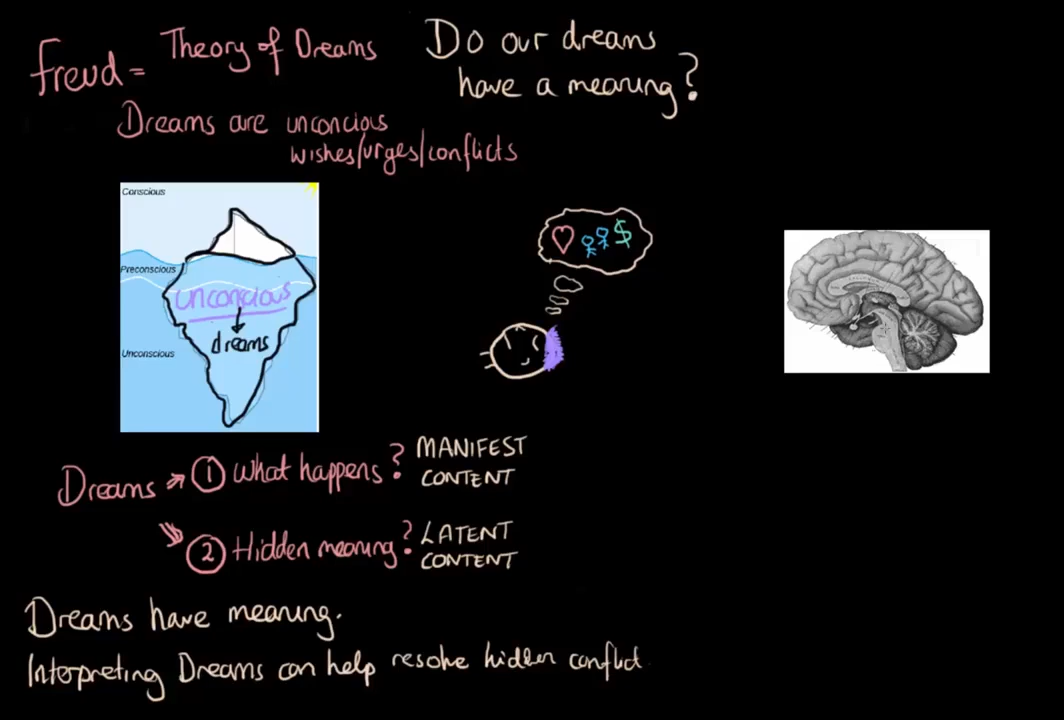 Freud = Theory of Dreams
Do our dreams
have a meaning?
Dreams are unconcious
wishes/urges/conflicts
Conscious
Preconscious
unconscious
dreams
Unconscious
$
Dreams → ① What happens? MANIFEST
CONTENT
② Hidden meaning? LATENT
CONTENT
Dreams have meaning.
Interpreting Dreams can help resolve hidden conflict